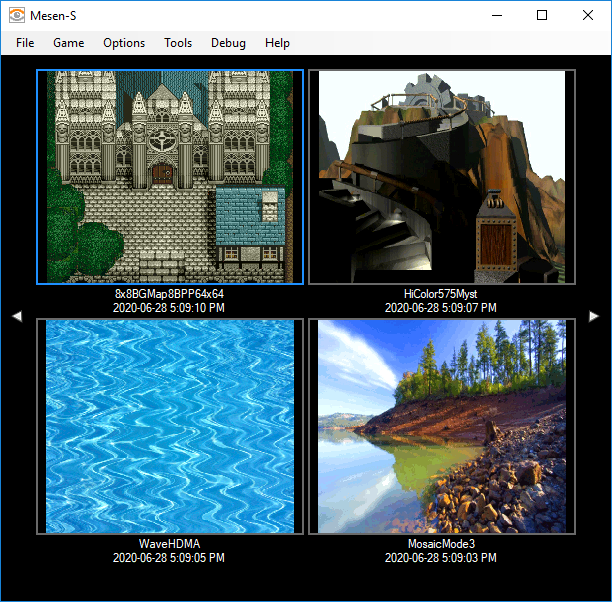 Mesen-S
File Game Options Tools Debug Help
8x8BGMap8BPP64x64
2020-06-28 5:09:10 PM
HiColor575Myst
2020-06-28 5:09:07 PM
WaveHDMA
2020-06-28 5:09:05 PM
MosaicMode3
2020-06-28 5:09:03 PM